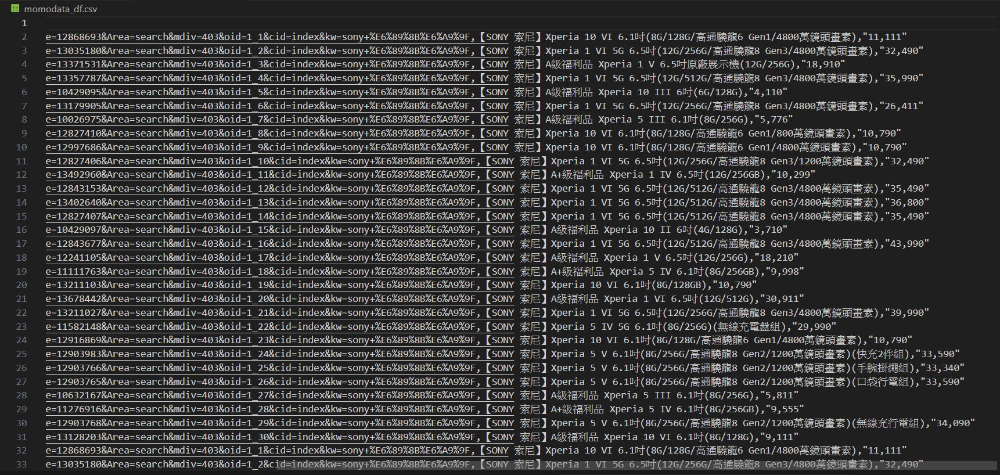 momodata_df.csv
1
2 e=12868693&Area=search&mdiv=403&oid=1_1&cid=index&kw=sony+%E6%89%8B%E6%A9%9F,【SONY 索尼】Xperia 10 VI 6.1吋(8G/128G/高通驍龍6 Gen1/4800萬鏡頭畫素),"11,111"
3 e=13035180&Area=search&mdiv=403&oid=1_2&cid=index&kw=sony+%E6%89%8B%E6%A9%9F,【SONY 索尼】Xperia 1 VI 5G 6.5吋(12G/256G/高通驍龍8 Gen3/4800萬鏡頭畫素),"32,490"
4 e=13371531&Area=search&mdiv=403&oid=1_3&cid=index&kw=sony+%E6%89%8B%E6%A9%9F,【SONY 索尼】A級福利品 Xperia 1 V 6.5吋原廠展示機(12G/256G),"18,910"
5 e=13357787&Area=search&mdiv=403&oid=1_4&cid=index&kw=sony+%E6%89%8B%E6%A9%9F,【SONY 索尼】Xperia 1 VI 5G 6.5吋(12G/512G/高通驍龍8 Gen3/4800萬鏡頭畫素),"35,990"
6 e=10429095&Area=search&mdiv=403&oid=1_5&cid=index&kw=sony+%E6%89%8B%E6%A9%9F,【SONY 索尼】A級福利品 Xperia 10 III 6吋(6G/128G),"4,110"
7 e=13179905&Area=search&mdiv=403&oid=1_6&cid=index&kw=sony+%E6%89%8B%E6%A9%9F,【SONY 索尼】Xperia 1 VI 5G 6.5吋(12G/256G/高通驍龍8 Gen3/4800萬鏡頭畫素),"26,411"
8 e=10026975&Area=search&mdiv=403&oid=1_7&cid=index&kw=sony+%E6%89%8B%E6%A9%9F,【SONY 索尼】A級福利品 Xperia 5 III 6.1吋(8G/256G),"5,776"
9 e=12827410&Area=search&mdiv=403&oid=1_8&cid=index&kw=sony+%E6%89%8B%E6%A9%9F,【SONY 索尼】Xperia 10 VI 6.1吋(8G/128G/高通驍龍6 Gen1/800萬鏡頭畫素),"10,790"
10 e=12997686&Area=search&mdiv=403&oid=1_9&cid=index&kw=sony+%E6%89%8B%E6%A9%9F,【SONY 索尼】Xperia 10 VI 6.1吋(8G/128G/高通驍龍6 Gen1/4800萬鏡頭畫素),"10,790"
11 e=12827406&Area=search&mdiv=403&oid=1_10&cid=index&kw=sony+%E6%89%8B%E6%A9%9F,【SONY 索尼】Xperia 1 VI 5G 6.5吋(12G/256G/高通驍龍8 Gen3/1200萬鏡頭畫素),"32,490"
12 e=13492960&Area=search&mdiv=403&oid=1_11&cid=index&kw=sony+%E6%89%8B%E6%A9%9F,【SONY 索尼】A+級福利品 Xperia 1 IV 6.5吋(12G/256GB),"10,299"
13 e=12843153&Area=search&mdiv=403&oid=1_12&cid=index&kw=sony+%E6%89%8B%E6%A9%9F,【SONY 索尼】Xperia 1 VI 5G 6.5吋(12G/512G/高通驍龍8 Gen3/4800萬鏡頭畫素),"35,490"
14 e=13402640&Area=search&mdiv=403&oid=1_13&cid=index&kw=sony+%E6%89%8B%E6%A9%9F,【SONY 索尼】Xperia 1 VI 5G 6.5吋(12G/512G/高通驍龍8 Gen3/4800萬鏡頭畫素),"36,800"
15 e=12827407&Area=search&mdiv=403&oid=1_14&cid=index&kw=sony+%E6%89%8B%E6%A9%9F,【SONY 索尼】Xperia 1 VI 5G 6.5吋(12G/512G/高通驍龍8 Gen3/4800萬鏡頭畫素),"35,490"
16 e=10429097&Area=search&mdiv=403&oid=1_15&cid=index&kw=sony+%E6%89%8B%E6%A9%9F,【SONY 索尼】A級福利品 Xperia 10 II 6吋(4G/128G),"3,710"
17 e=12843677&Area=search&mdiv=403&oid=1_16&cid=index&kw=sony+%E6%89%8B%E6%A9%9F,【SONY 索尼】Xperia 1 VI 5G 6.5吋(12G/512G/高通驍龍8 Gen3/4800萬鏡頭畫素),"43,990"
18 e=12241105&Area=search&mdiv=403&oid=1_17&cid=index&kw=sony+%E6%89%8B%E6%A9%9F,【SONY 索尼】A級福利品 Xperia 1 V 6.5吋(12G/256G),"18,210"
19 e=11111763&Area=search&mdiv=403&oid=1_18&cid=index&kw=sony+%E6%89%8B%E6%A9%9F,【SONY 索尼】A+級福利品 Xperia 5 IV 6.1吋(8G/256GB),"9,998"
20 e=13211103&Area=search&mdiv=403&oid=1_19&cid=index&kw=sony+%E6%89%8B%E6%A9%9F,【SONY 索尼】Xperia 10 VI 6.1吋(8G/128GB),"10,790"
21 e=13678442&Area=search&mdiv=403&oid=1_20&cid=index&kw=sony+%E6%89%8B%E6%A9%9F,【SONY 索尼】A級福利品 Xperia 1 VI 6.5吋(12G/512G),"30,911"
22 e=13211027&Area=search&mdiv=403&oid=1_21&cid=index&kw=sony+%E6%89%8B%E6%A9%9F,【SONY 索尼】Xperia 1 VI 5G 6.5吋(12G/256G/高通驍龍8 Gen3/4800萬鏡頭畫素),"39,990"
23 e=11582148&Area=search&mdiv=403&oid=1_22&cid=index&kw=sony+%E6%89%8B%E6%A9%9F,【SONY 索尼】Xperia 5 IV 5G 6.1吋(8G/256G)(無線充電盤組),"29,990"
24 e=12916869&Area=search&mdiv=403&oid=1_23&cid=index&kw=sony+%E6%89%8B%E6%A9%9F,【SONY 索尼】Xperia 10 VI 6.1吋(8G/128G/高通驍龍6 Gen1/4800萬鏡頭畫素),"10,790"
25 e=12903983&Area=search&mdiv=403&oid=1_24&cid=index&kw=sony+%E6%89%8B%E6%A9%9F,【SONY 索尼】Xperia 5 V 6.1吋(8G/256G/高通驍龍8 Gen2/1200萬鏡頭畫素)(快充2件組),"33,590"
26 e=12903766&Area=search&mdiv=403&oid=1_25&cid=index&kw=sony+%E6%89%8B%E6%A9%9F,【SONY 索尼】Xperia 5 V 6.1吋(8G/256G/高通驍龍8 Gen2/1200萬鏡頭畫素)(手腕掛繩組),"33,340"
27 e=12903765&Area=search&mdiv=403&oid=1_26&cid=index&kw=sony+%E6%89%8B%E6%A9%9F,【SONY 索尼】Xperia 5 V 6.1吋(8G/256G/高通驍龍8 Gen2/1200萬鏡頭畫素)(口袋行電組),"33,590"
28 e=10632167&Area=search&mdiv=403&oid=1_27&cid=index&kw=sony+%E6%89%8B%E6%A9%9F,【SONY 索尼】A級福利品 Xperia 5 III 6.1吋(8G/256G),"5,811"
29 e=11276916&Area=search&mdiv=403&oid=1_28&cid=index&kw=sony+%E6%89%8B%E6%A9%9F,【SONY 索尼】A+級福利品 Xperia 5 IV 6.1吋(8G/256GB),"9,555"
30 e=12903768&Area=search&mdiv=403&oid=1_29&cid=index&kw=sony+%E6%89%8B%E6%A9%9F,【SONY 索尼】Xperia 5 V 6.1吋(8G/256G/高通驍龍8 Gen2/1200萬鏡頭畫素)(無線充行電組),"34,090"
31 e=13128203&Area=search&mdiv=403&oid=1_30&cid=index&kw=sony+%E6%89%8B%E6%A9%9F,【SONY 索尼】A級福利品 Xperia 10 VI 6.1吋(8G/128G),"9,111"
32 e=12868693&Area=search&mdiv=403&oid=1_1&cid=index&kw=sony+%E6%89%8B%E6%A9%9F,【SONY 索尼】Xperia 10 VI 6.1吋(8G/128G/高通驍龍6 Gen1/4800萬鏡頭畫素),"11,111"
33 e=13035180&Area=search&mdiv=403&oid=1_2&cid=index&kw=sony+%E6%89%8B%E6%A9%9F,【SONY 索尼】Xperia 1 VI 5G 6.5吋(12G/256G/高通驍龍8 Gen3/4800萬鏡頭畫素),"32,490"